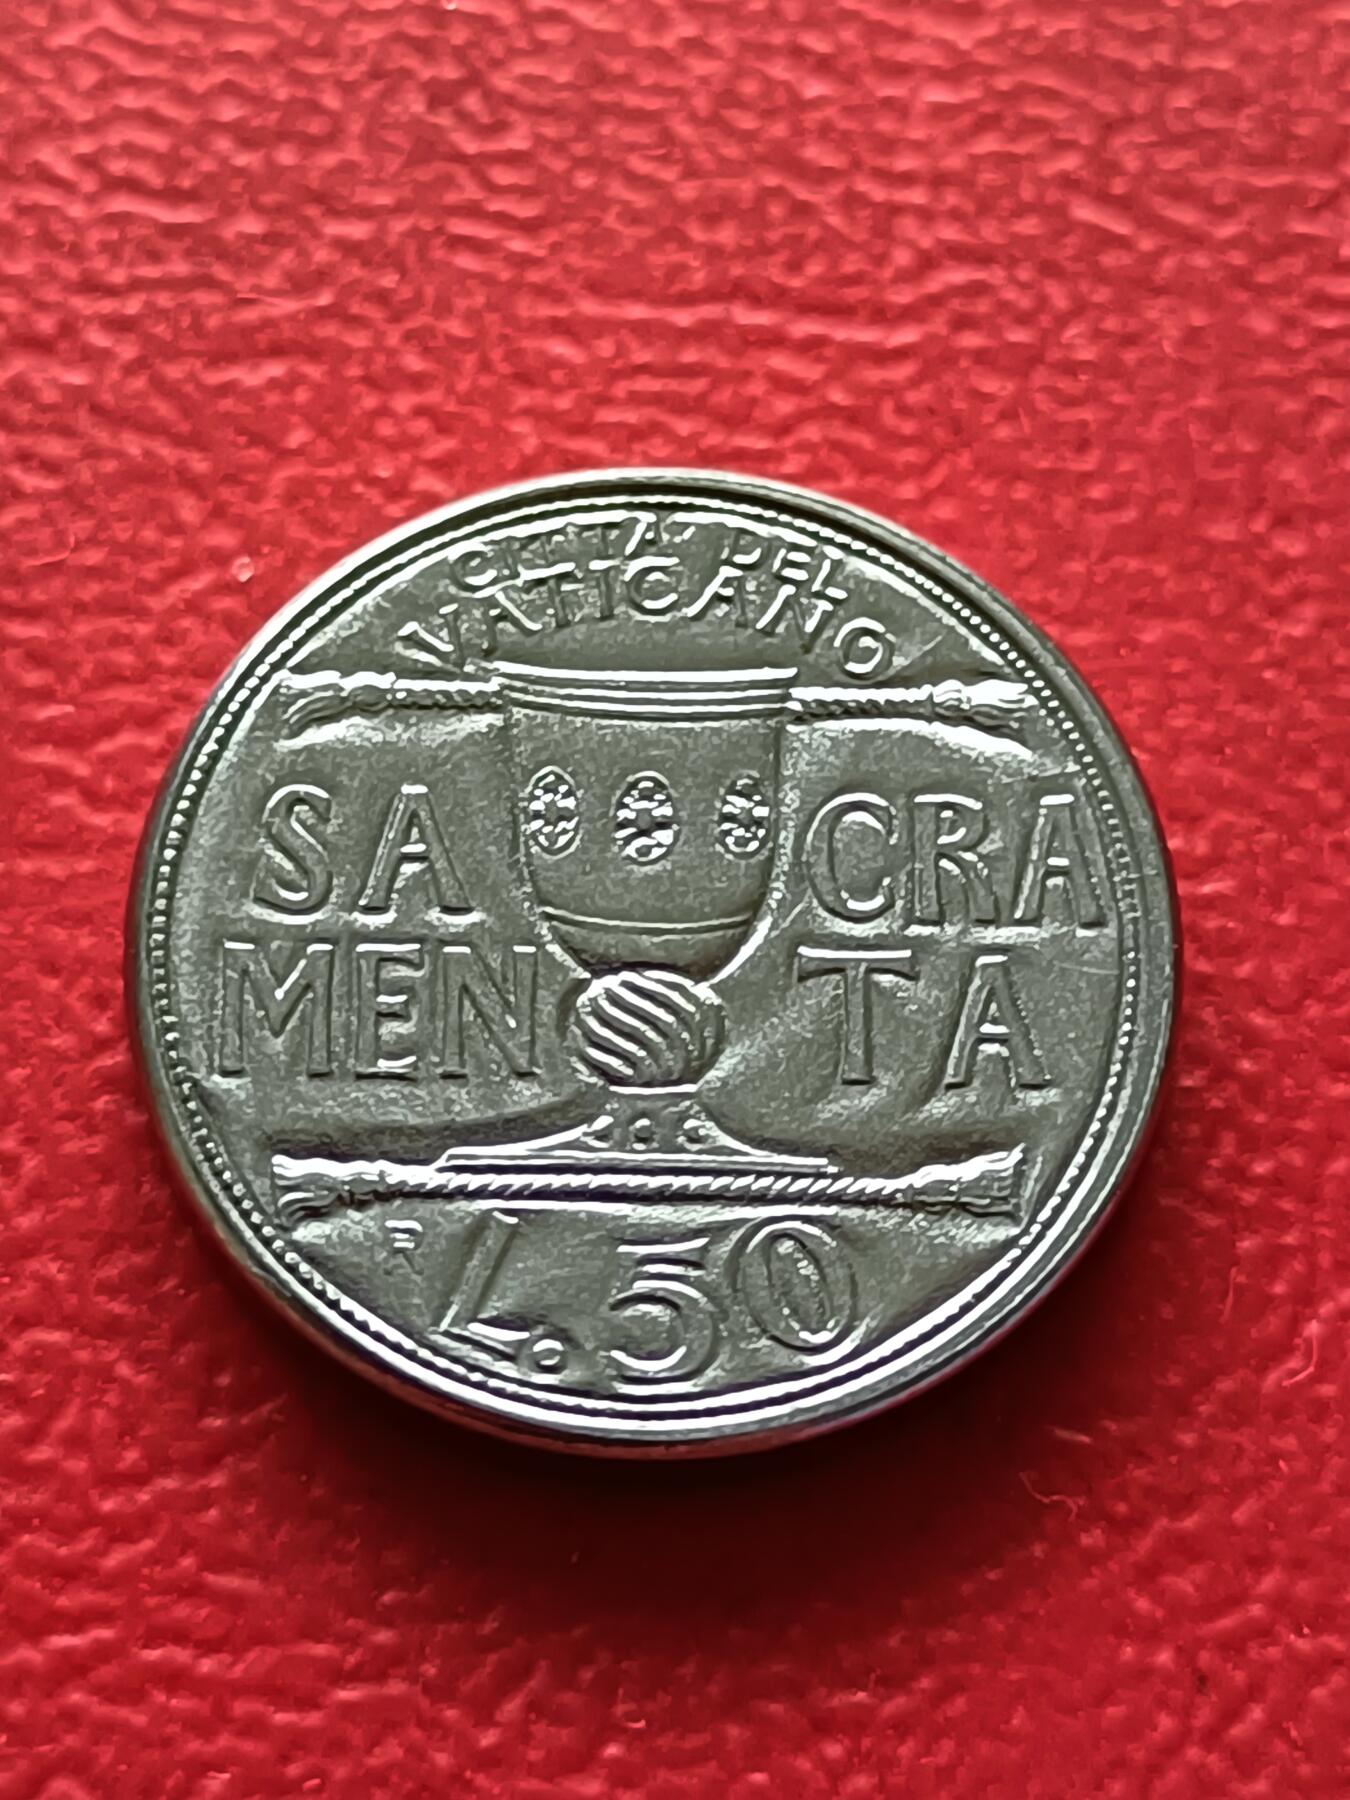 CITTA' DEL
VATICANO
SA CRA
MEN TA
R L.50